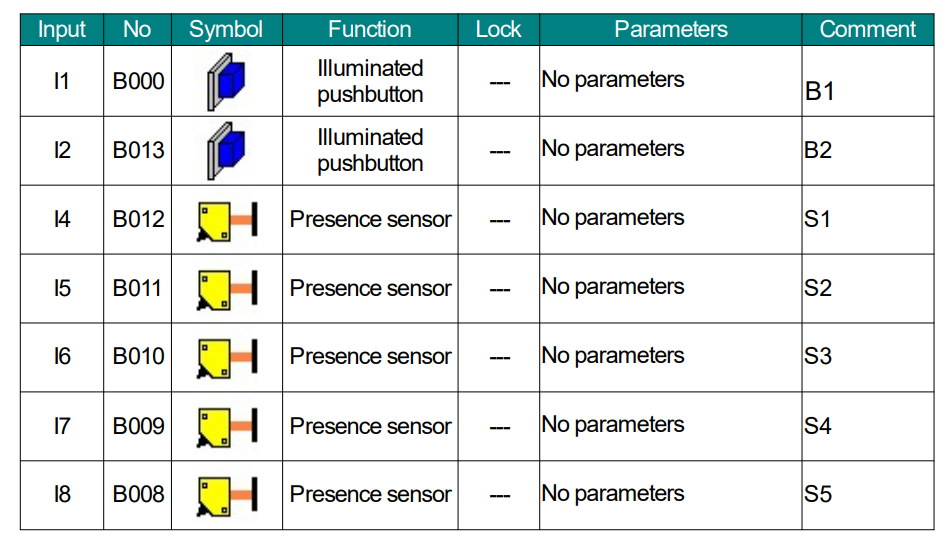 Input No Symbol Function Lock Parameters Comment
I1 B000 Illuminated pushbutton --- No parameters B1
I2 B013 Illuminated pushbutton --- No parameters B2
I4 B012 Presence sensor --- No parameters S1
I5 B011 Presence sensor --- No parameters S2
I6 B010 Presence sensor --- No parameters S3
I7 B009 Presence sensor --- No parameters S4
I8 B008 Presence sensor --- No parameters S5